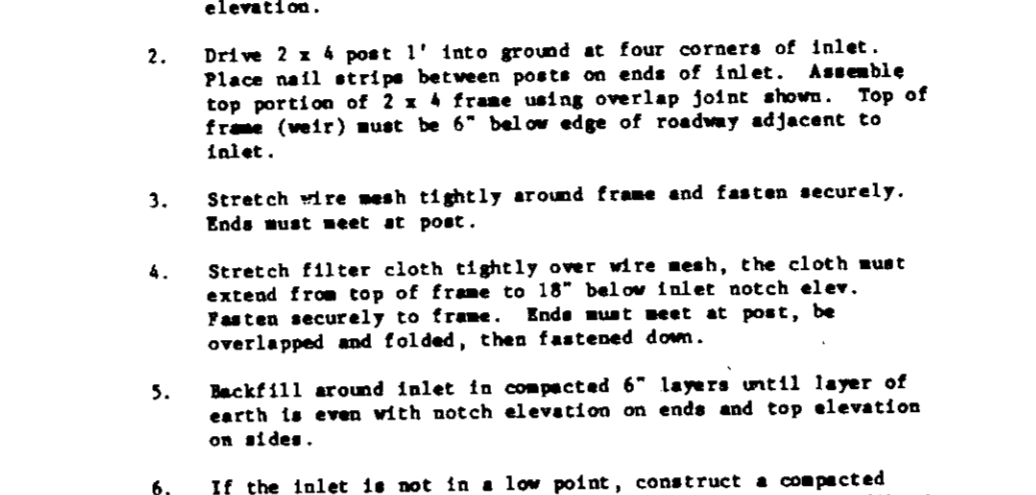 elevation.
2. Drive 2 x 4 post 1' into ground at four corners of inlet.
Place nail strips between posts on ends of inlet. Assemble
top portion of 2 x 4 frame using overlap joint shown. Top of
frame (weir) must be 6" below edge of roadway adjacent to
inlet.
3. Stretch wire mesh tightly around frame and fasten securely.
Ends must meet at post.
4. Stretch filter cloth tightly over wire mesh, the cloth must
extend from top of frame to 18" below inlet notch elev.
Fasten securely to frame. Ends must meet at post, be
overlapped and folded, then fastened down.
5. Backfill around inlet in compacted 6" layers until layer of
earth is even with notch elevation on ends and top elevation
on sides.
6. If the inlet is not in a low point, construct a compacted